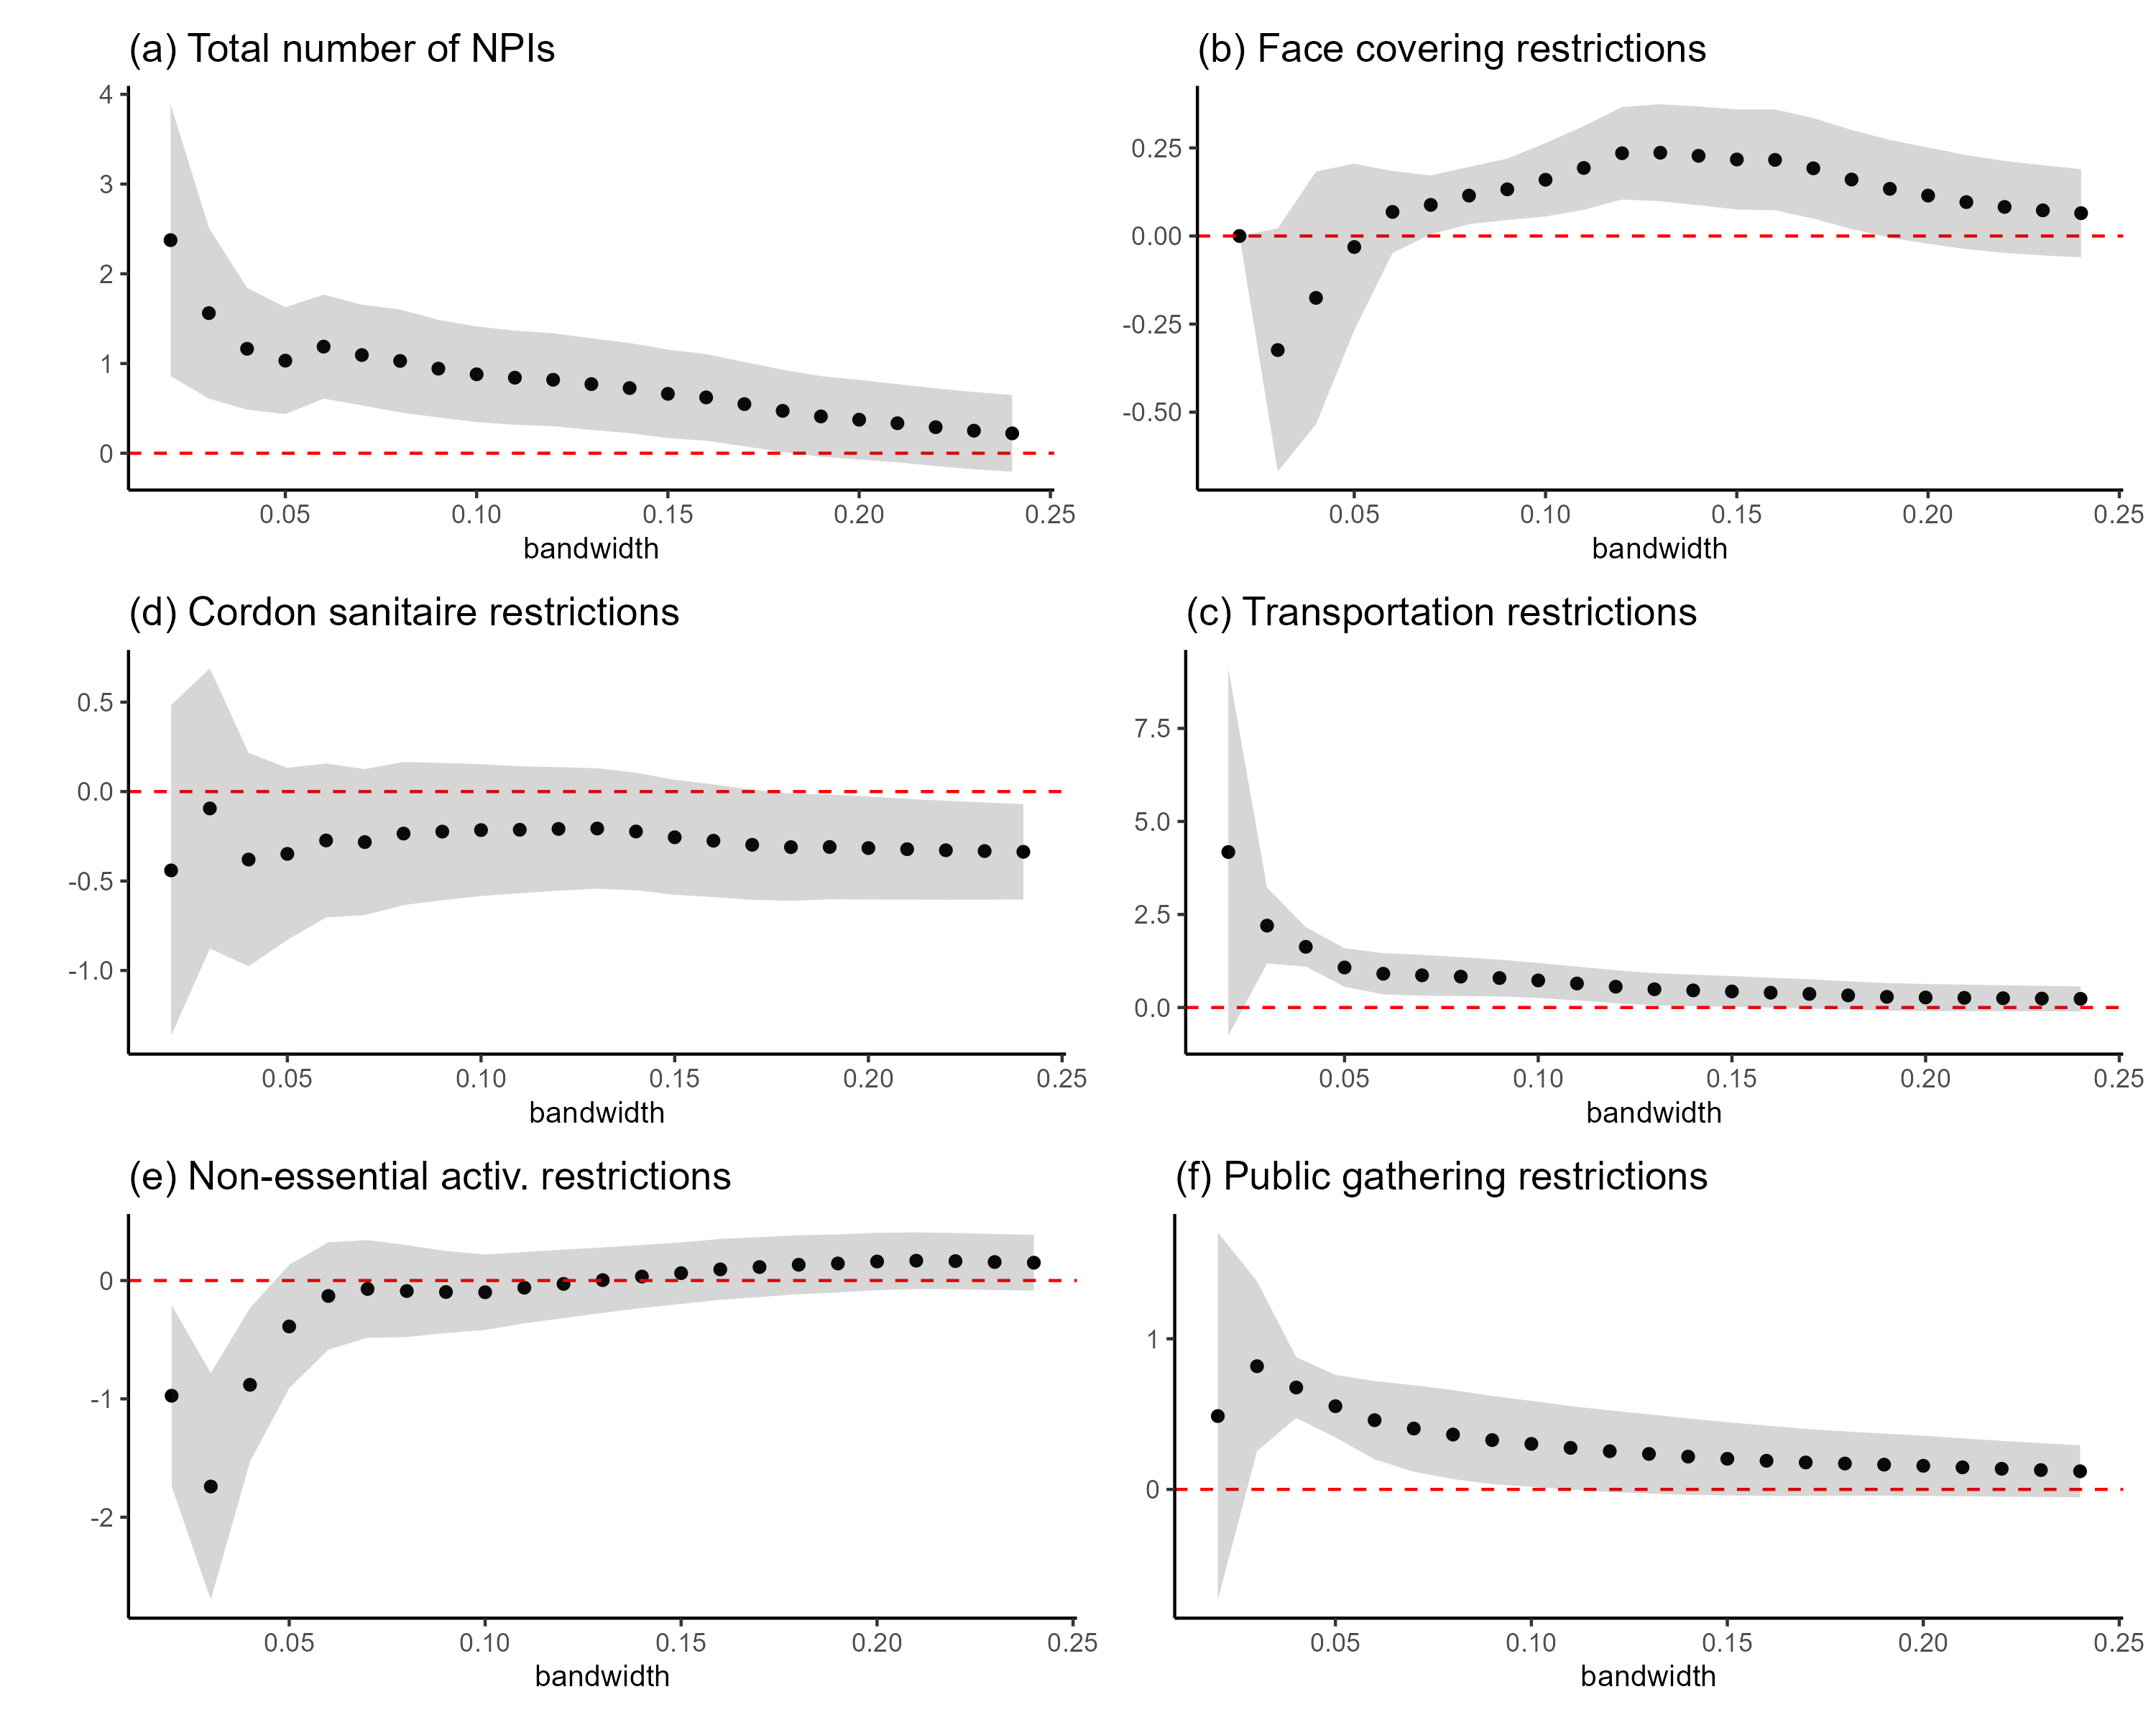 (a) Total number of NPIs
4
3
2
1
0
0.05 0.10 0.15 0.20 0.25
bandwidth
(b) Face covering restrictions
0.25
0.00
-0.25
-0.50
0.05 0.10 0.15 0.20 0.25
bandwidth
(d) Cordon sanitaire restrictions
0.5
0.0
-0.5
-1.0
0.05 0.10 0.15 0.20 0.25
bandwidth
(c) Transportation restrictions
7.5
5.0
2.5
0.0
0.05 0.10 0.15 0.20 0.25
bandwidth
(e) Non-essential activ. restrictions
0
-1
-2
0.05 0.10 0.15 0.20 0.25
bandwidth
(f) Public gathering restrictions
1
0
0.05 0.10 0.15 0.20 0.25
bandwidth